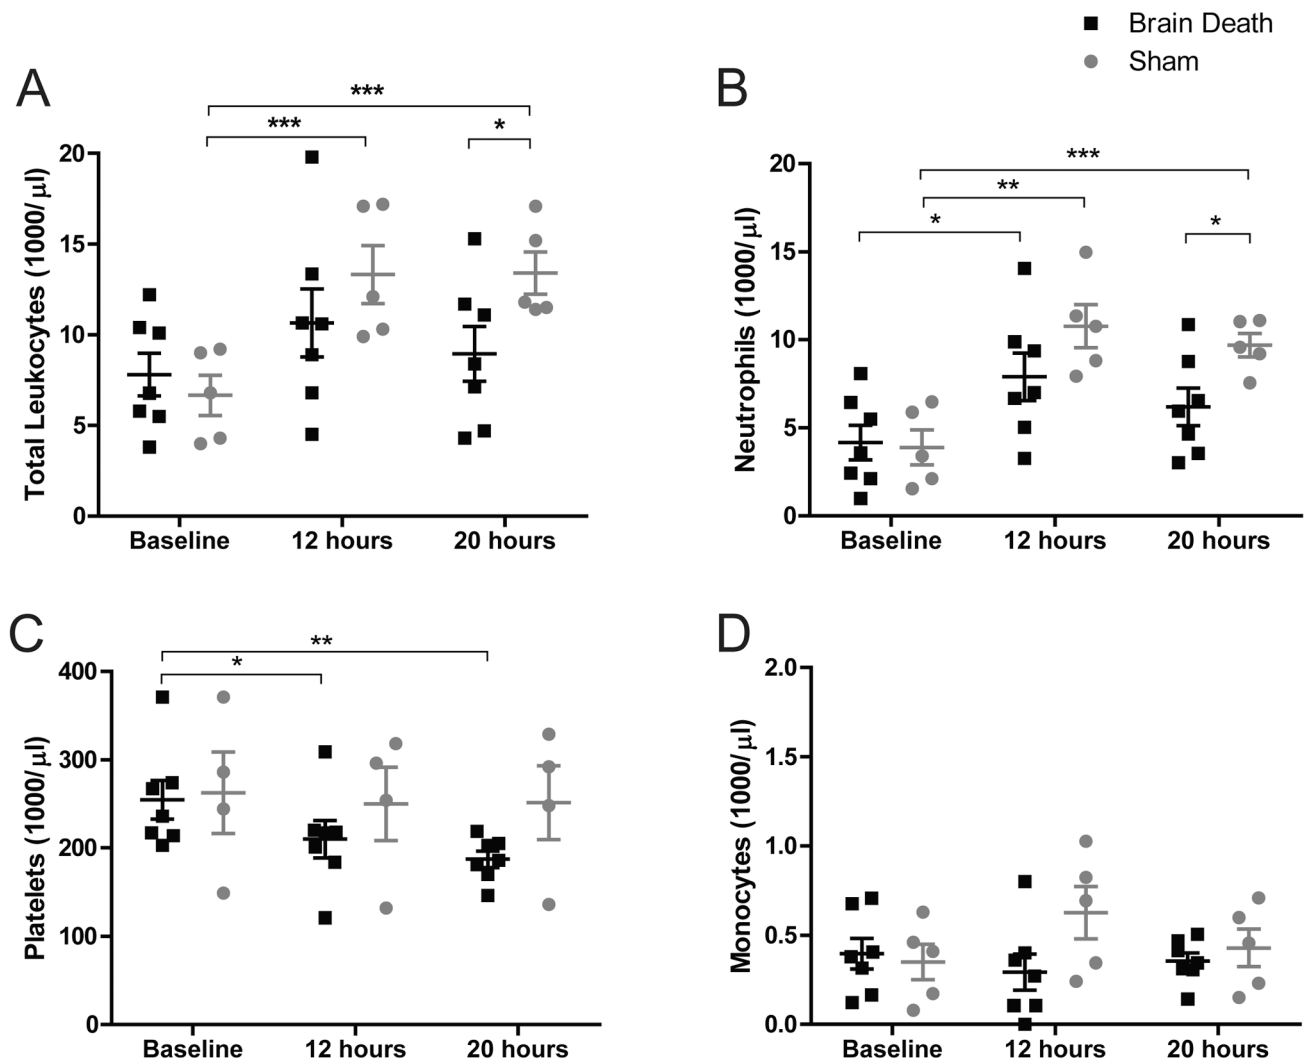 Brain Death
Sham
A
***
***
*
Total Leukocytes (1000/μl)
20
15
10
5
0
Baseline 12 hours 20 hours
B
***
**
*
*
Neutrophils (1000/μl)
20
15
10
5
0
Baseline 12 hours 20 hours
C
**
*
Platelets (1000/μl)
400
300
200
100
0
Baseline 12 hours 20 hours
D
Monocytes (1000/μl)
2.0
1.5
1.0
0.5
0.0
Baseline 12 hours 20 hours